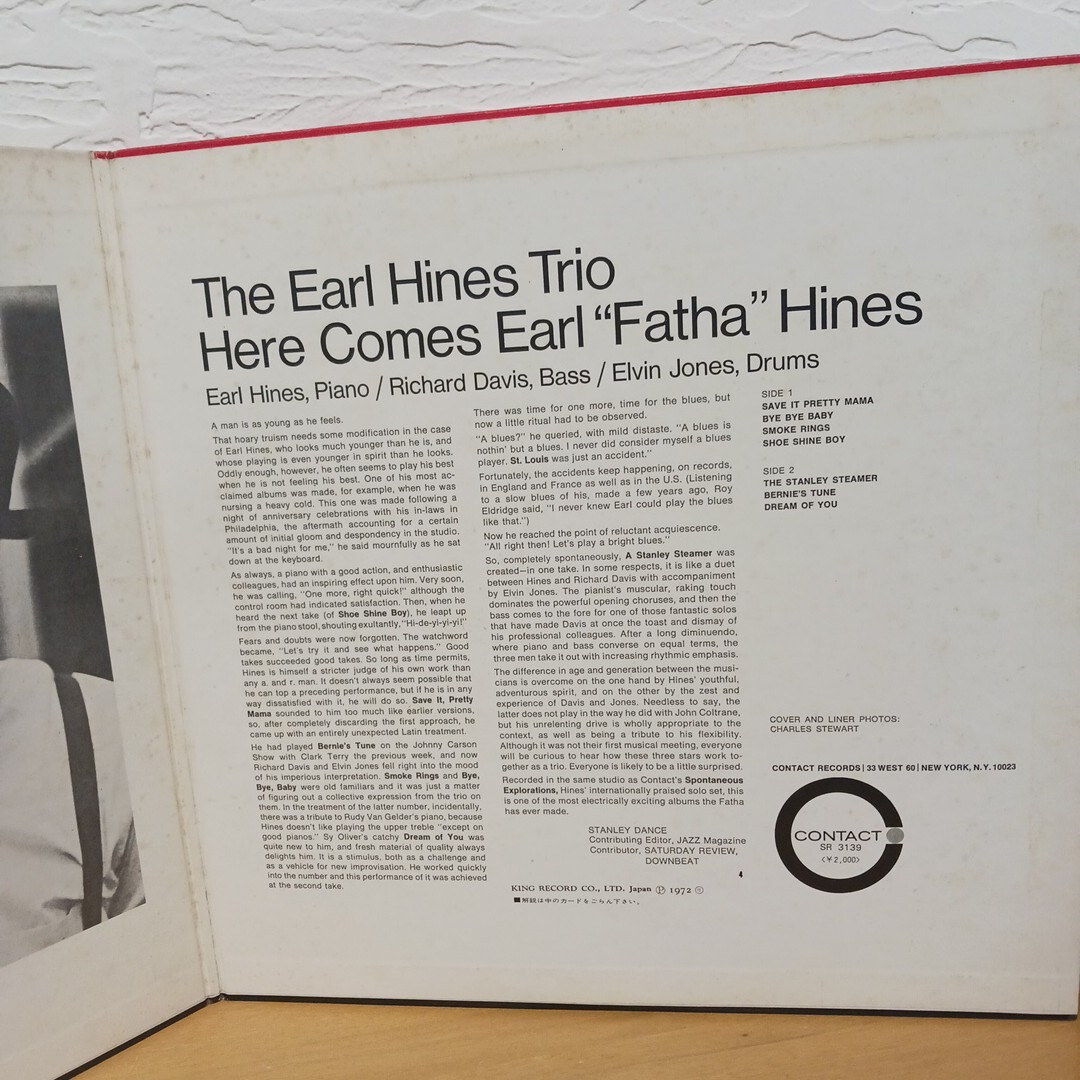 The Earl Hines Trio
Here Comes Earl “Fatha” Hines
Earl Hines, Piano / Richard Davis, Bass / Elvin Jones, Drums
A man is as young as he feels.
That hoary truism needs some modification in the case
of Earl Hines, who looks much younger than he is, and
whose playing is even younger in spirit than he looks.
Oddly enough, however, he often seems to play his best
when he is not feeling his best. One of his most ac-
claimed albums was made, for example, when he was
nursing a heavy cold. This one was made following a
night of anniversary celebrations with his in-laws in
Philadelphia, the aftermath accounting for a certain
amount of initial gloom and despondency in the studio.
"It's a bad night for me," he said mournfully as he sat
down at the keyboard.
As always, a piano with a good action, and enthusiastic
colleagues, had an inspiring effect upon him. Very soon,
he was calling, "One more, right quick!" although the
control room had indicated satisfaction. Then, when he
heard the next take (of Shoe Shine Boy), he leapt up
from the piano stool, shouting exultantly, "Hi-de-yi-yi-yi!"
Fears and doubts were now forgotten. The watchword
became, "Let's try it and see what happens." Good
takes succeeded good takes. So long as time permits,
Hines is himself a stricter judge of his own work than
any a. and r. man. It doesn't always seem possible that
he can top a preceding performance, but if he is in any
way dissatisfied with it, he will do so. Save It, Pretty
Mama sounded to him too much like earlier versions,
so, after completely discarding the first approach, he
came up with an entirely unexpected Latin treatment.
He had played Bernie's Tune on the Johnny Carson
Show with Clark Terry the previous week, and now
Richard Davis and Elvin Jones fell right into the mood
of his imperious interpretation. Smoke Rings and Bye,
Bye, Baby were old familiars and it was just a matter
of figuring out a collective expression from the trio on
them. In the treatment of the latter number, incidentally,
there was a tribute to Rudy Van Gelder's piano, because
Hines doesn't like playing the upper treble "except on
good pianos." Sy Oliver's catchy Dream of You was
quite new to him, and fresh material of quality always
delights him. It is a stimulus, both as a challenge and
as a vehicle for new improvisation. He worked quickly
into the number and this performance of it was achieved
at the second take.
There was time for one more, time for the blues, but
now a little ritual had to be observed.
"A blues?" he queried, with mild distaste. "A blues is
nothin' but a blues. I never did consider myself a blues
player. St. Louis was just an accident."
Fortunately, the accidents keep happening, on records,
in England and France as well as in the U.S. (Listening
to a slow blues of his, made a few years ago, Roy
Eldridge said, "I never knew Earl could play the blues
like that.")
Now he reached the point of reluctant acquiescence.
"All right then! Let's play a bright blues."
So, completely spontaneously, A Stanley Steamer was
created—in one take. In some respects, it is like a duet
between Hines and Richard Davis with accompaniment
by Elvin Jones. The pianist's muscular, raking touch
dominates the powerful opening choruses, and then the
bass comes to the fore for one of those fantastic solos
that have made Davis at once the toast and dismay of
his professional colleagues. After a long diminuendo,
where piano and bass converse on equal terms, the
three men take it out with increasing rhythmic emphasis.
The difference in age and generation between the musi-
cians is overcome on the one hand by Hines' youthful,
adventurous spirit, and on the other by the zest and
experience of Davis and Jones. Needless to say, the
latter does not play in the way he did with John Coltrane,
but his unrelenting drive is wholly appropriate to the
context, as well as being a tribute to his flexibility.
Although it was not their first musical meeting, everyone
will be curious to hear how these three stars work to-
gether as a trio. Everyone is likely to be a little surprised.
Recorded in the same studio as Contact's Spontaneous
Explorations, Hines' internationally praised solo set, this
is one of the most electrically exciting albums the Fatha
has ever made.
STANLEY DANCE
Contributing Editor, JAZZ Magazine
Contributor, SATURDAY REVIEW,
DOWNBEAT
4
KING RECORD CO., LTD. Japan Ⓟ 1972
■解説は中のカードをごらん下さい。
SIDE 1
SAVE IT PRETTY MAMA
BYE BYE BABY
SMOKE RINGS
SHOE SHINE BOY
SIDE 2
THE STANLEY STEAMER
BERNIE'S TUNE
DREAM OF YOU
COVER AND LINER PHOTOS:
CHARLES STEWART
CONTACT RECORDS | 33 WEST 60 | NEW YORK, N.Y. 10023
CONTACT
SR 3139
<¥2,000>